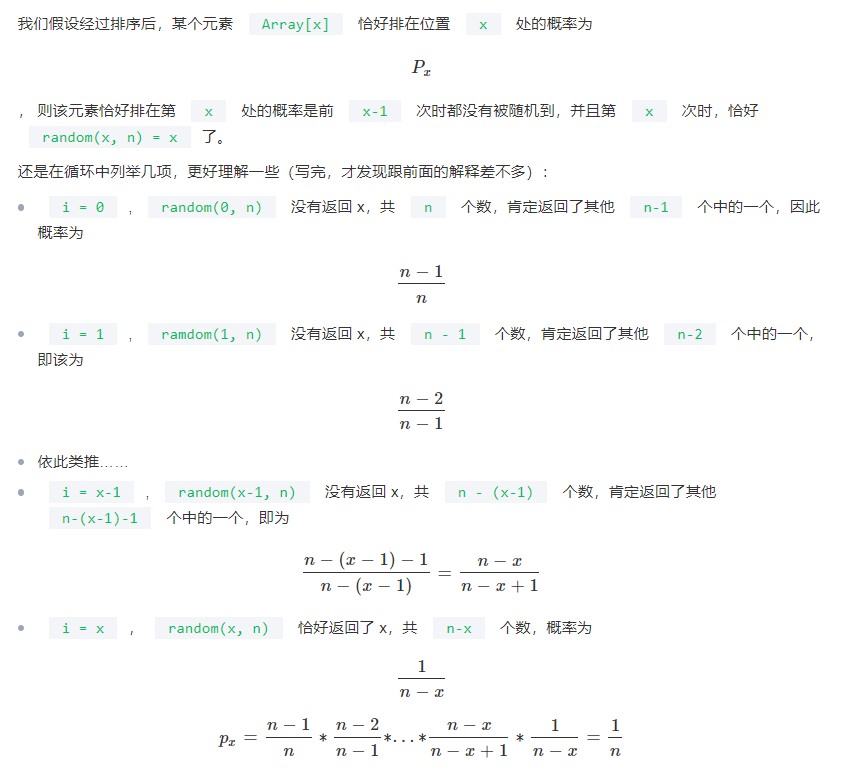 我们假设经过排序后，某个元素 Array[x] 恰好排在位置 x 处的概率为
P_x
，则该元素恰好排在第 x 处的概率是前 x-1 次时都没有被随机到，并且第 x 次时，恰好
random(x, n) = x 了。
还是在循环中列举几项，更好理解一些（写完，才发现跟前面的解释差不多）:
• i = 0 ， random(0, n) 没有返回 x，共 n 个数，肯定返回了其他 n-1 个中的一个，因此
概率为
\frac{n-1}{n}
• i = 1 ， ramdom(1, n) 没有返回 x，共 n - 1 个数，肯定返回了其他 n-2 个中的一个，
即该为
\frac{n-2}{n-1}
• 依此类推……
• i = x-1 ， random(x-1, n) 没有返回 x，共 n - (x-1) 个数，肯定返回了其他
n-(x-1)-1 个中的一个，即为
\frac{n-(x-1)-1}{n-(x-1)} = \frac{n-x}{n-x+1}
• i = x ， random(x, n) 恰好返回了 x，共 n-x 个数，概率为
\frac{1}{n-x}
p_x = \frac{n-1}{n} * \frac{n-2}{n-1} *...* \frac{n-x}{n-x+1} * \frac{1}{n-x} = \frac{1}{n}